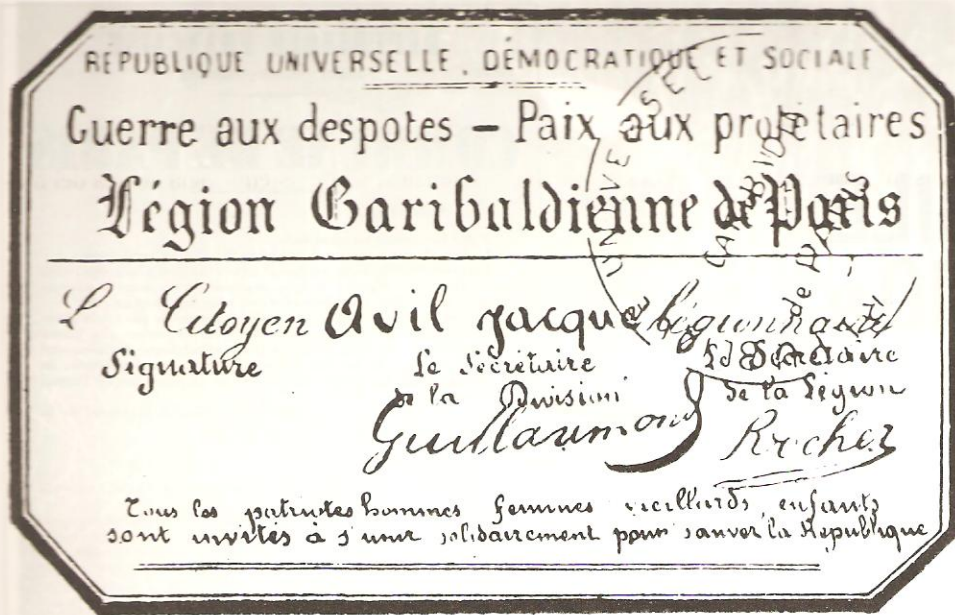 RÉPUBLIQUE UNIVERSELLE, DÉMOCRATIQUE ET SOCIALE
Guerre aux despotes – Paix aux prolétaires
Légion Garibaldienne de Paris
L Citoyen Avil Jacque légionnaire
Signature Le Secrétaire Le Secrétaire
de la Division de la Légion
Guillaumond Rochez
Tous les patriotes hommes femmes vieillards, enfants
sont invités à s'unir solidairement pour sauver la République